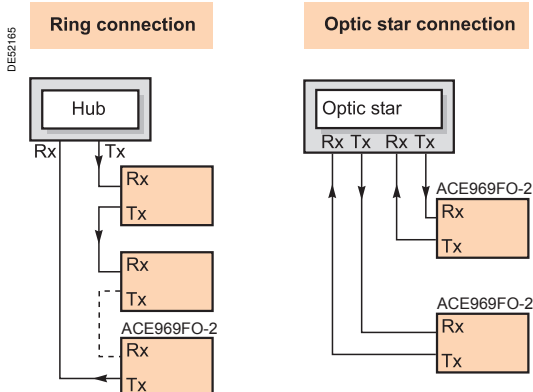 DE52165
Ring connection
Hub
Rx
Tx
Rx
Tx
Rx
Tx
ACE969FO-2
Rx
Tx
Optic star connection
Optic star
Rx Tx Rx Tx
ACE969FO-2
Rx
Tx
ACE969FO-2
Rx
Tx